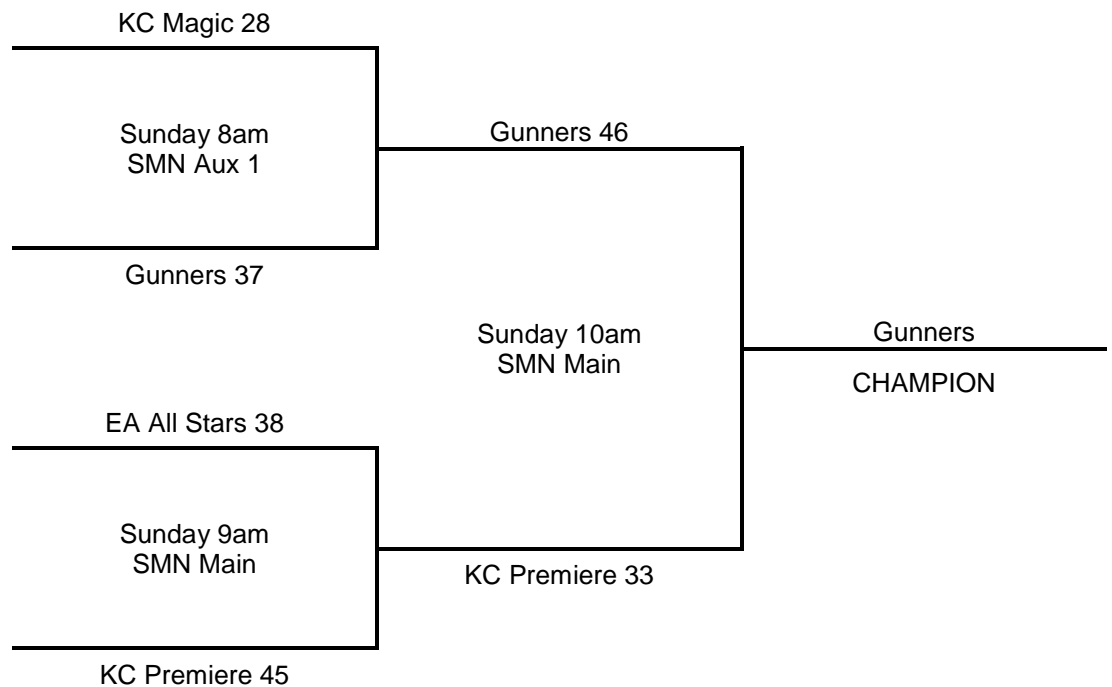 KC Magic 28
Sunday 8am
SMN Aux 1
Gunners 37
Gunners 46
Sunday 10am
SMN Main
Gunners
CHAMPION
EA All Stars 38
Sunday 9am
SMN Main
KC Premiere 33
KC Premiere 45